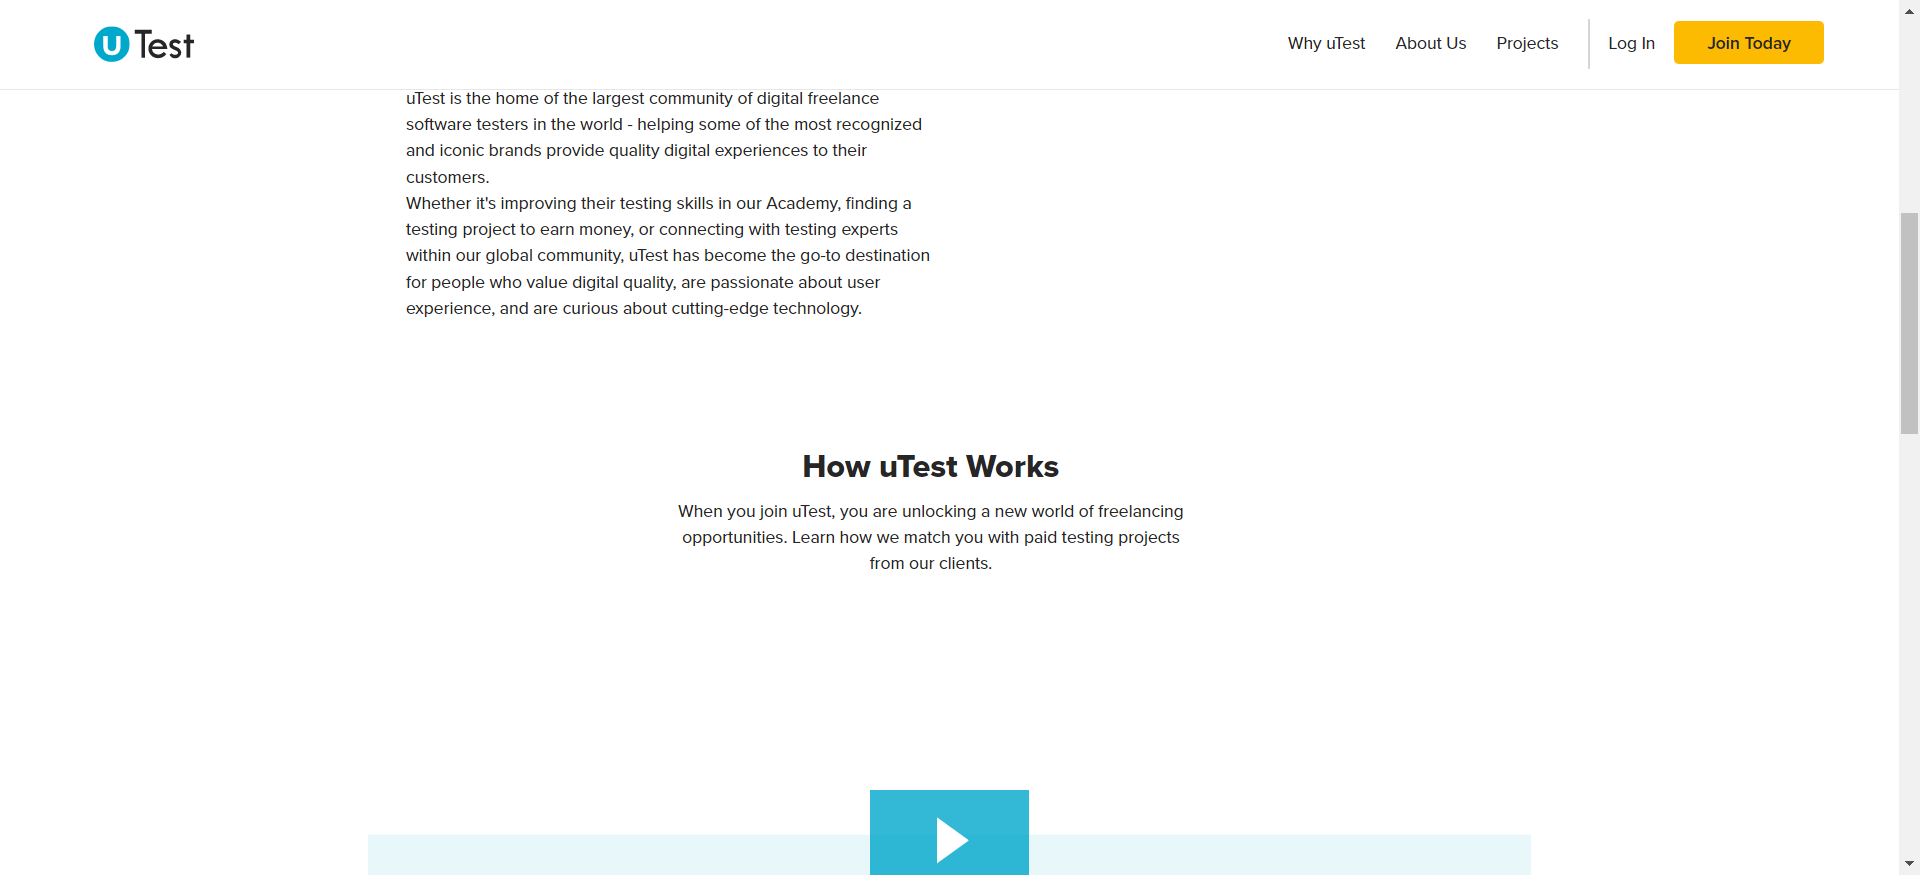 uTest
Why uTest
About Us
Projects
Log In
Join Today
uTest is the home of the largest community of digital freelance
software testers in the world - helping some of the most recognized
and iconic brands provide quality digital experiences to their
customers.
Whether it's improving their testing skills in our Academy, finding a
testing project to earn money, or connecting with testing experts
within our global community, uTest has become the go-to destination
for people who value digital quality, are passionate about user
experience, and are curious about cutting-edge technology.
How uTest Works
When you join uTest, you are unlocking a new world of freelancing
opportunities. Learn how we match you with paid testing projects
from our clients.